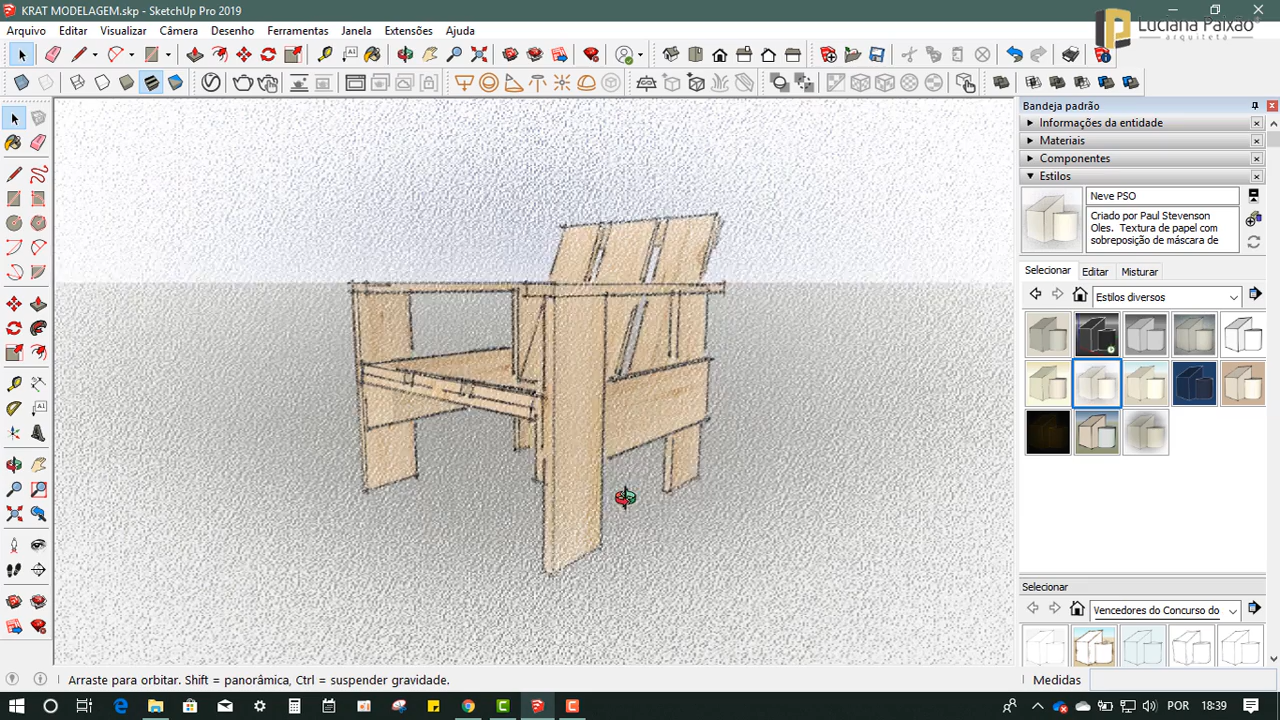 KRAT MODELAGEM.skp - SketchUp Pro 2019
Luciana Paixão
arquiteta
Arquivo Editar Visualizar Câmera Desenho Ferramentas Janela Extensões Ajuda
Bandeja padrão
Informações da entidade
Materiais
Componentes
Estilos
Neve PSO
Criado por Paul Stevenson
Oles. Textura de papel com
sobreposição de máscara de
Selecionar Editar Misturar
Estilos diversos
Selecionar
Vencedores do Concurso do
Arraste para orbitar. Shift = panorâmica, Ctrl = suspender gravidade.
Medidas
POR 18:39